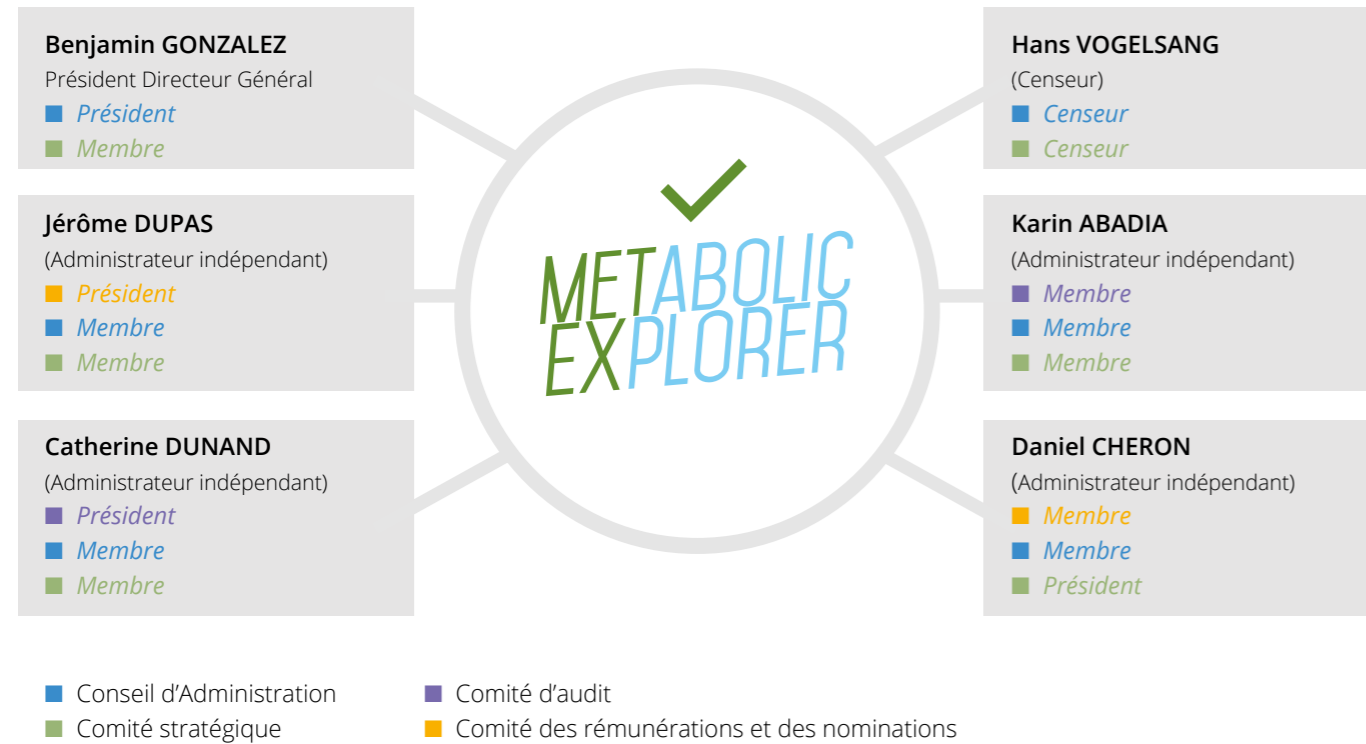 Benjamin GONZALEZ
Président Directeur Général
Président
Membre
Jérôme DUPAS
(Administrateur indépendant)
Président
Membre
Membre
Catherine DUNAND
(Administrateur indépendant)
Président
Membre
Membre
METABOLIC
EXPLORER
Hans VOGELSANG
(Censeur)
Censeur
Censeur
Karin ABADIA
(Administrateur indépendant)
Membre
Membre
Membre
Daniel CHERON
(Administrateur indépendant)
Membre
Membre
Président
Conseil d’Administration
Comité stratégique
Comité d’audit
Comité des rémunérations et des nominations